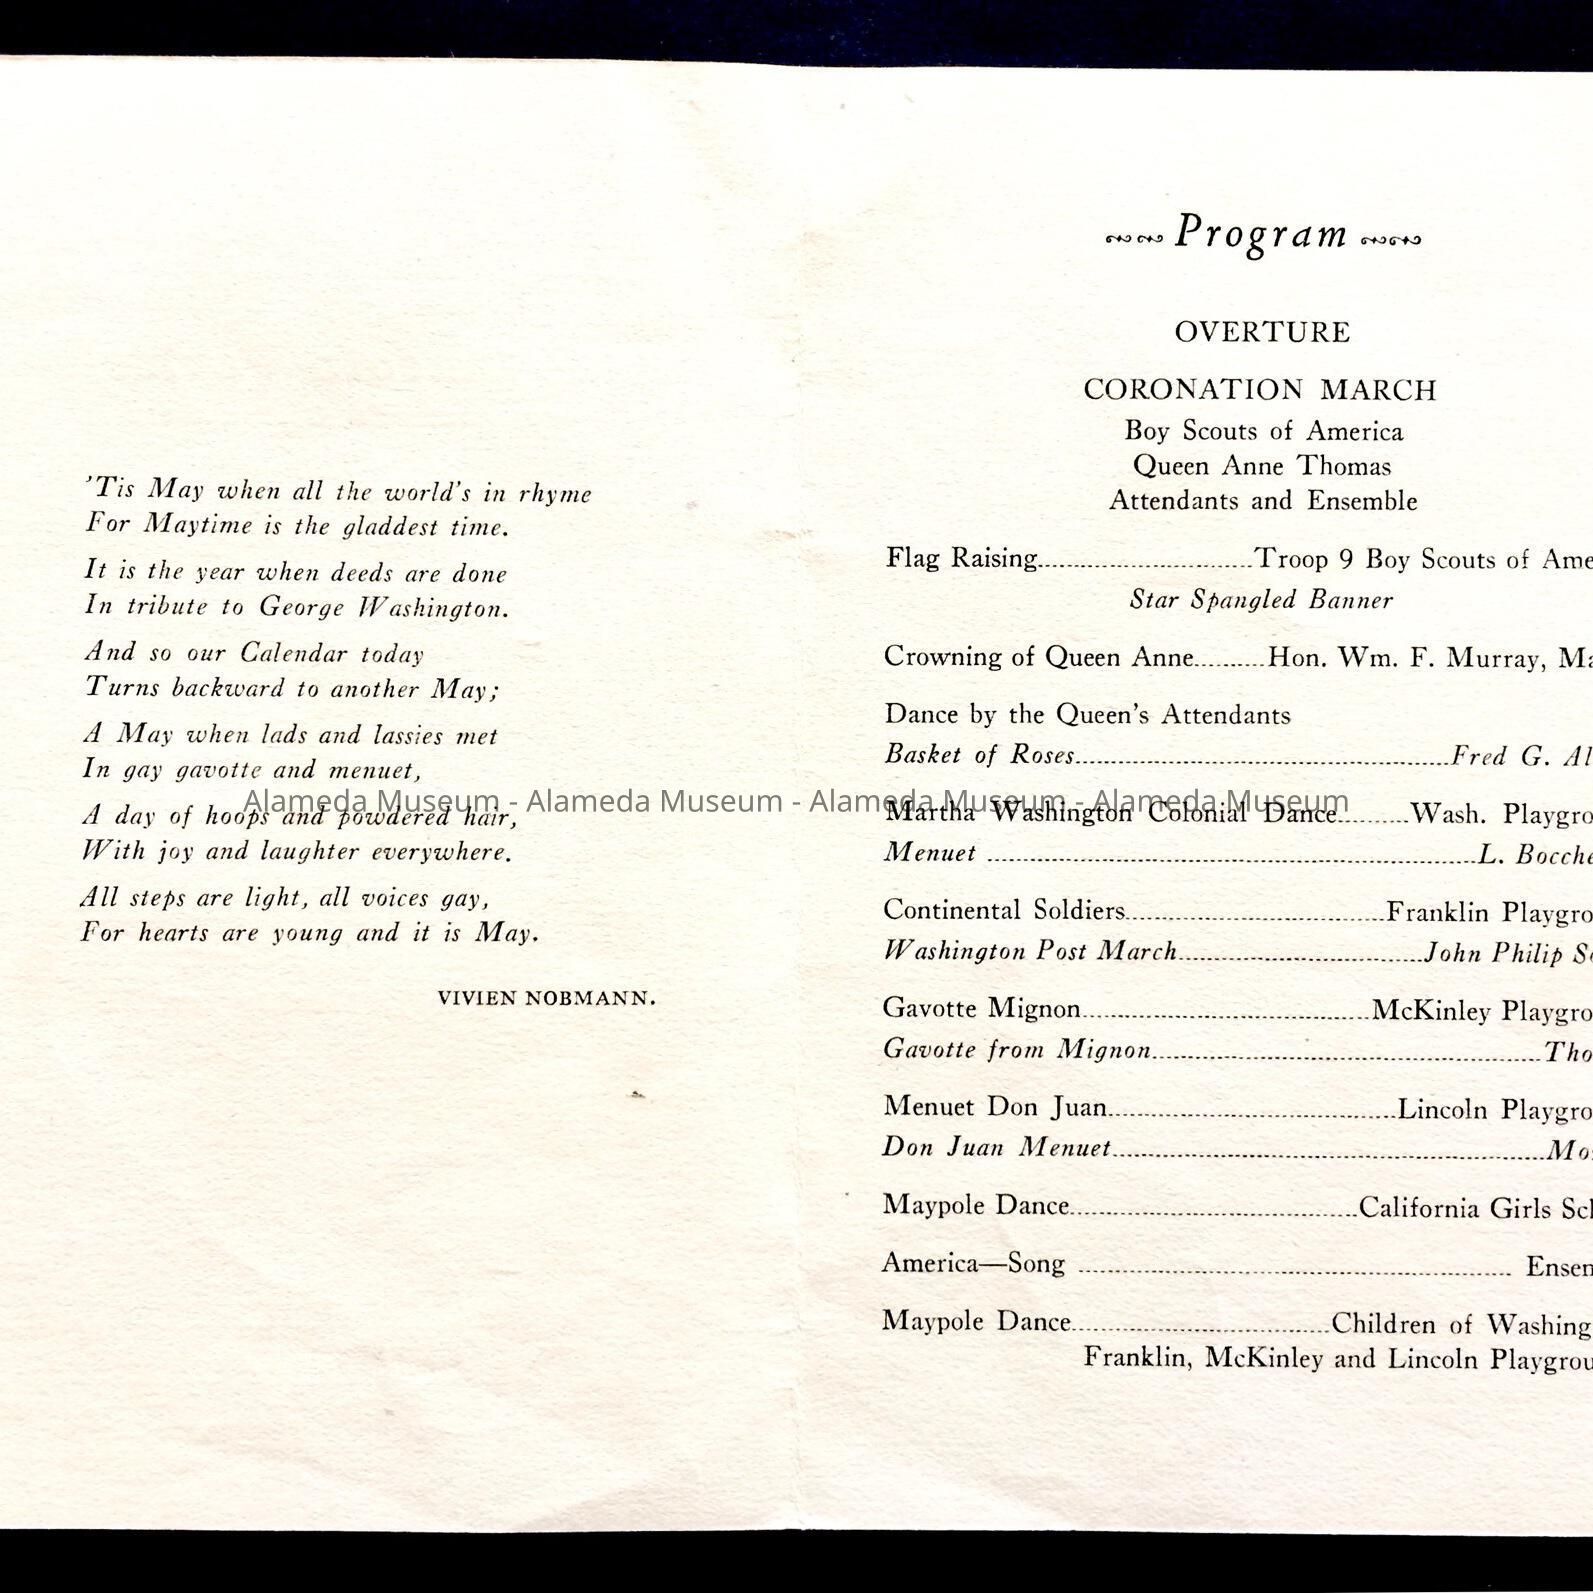 'Tis May when all the world's in rhyme
For Maytime is the gladdest time.
It is the year when deeds are done
In tribute to George Washington.
And so our Calendar today
Turns backward to another May;
A May when lads and lassies met
In gay gavotte and menuet,
A day of hoops and powdered hair,
With joy and laughter everywhere.
All steps are light, all voices gay,
For hearts are young and it is May.
VIVIEN NOBMANN.
Program
OVERTURE
CORONATION MARCH
Boy Scouts of America
Queen Anne Thomas
Attendants and Ensemble
Flag Raising..............................Troop 9 Boy Scouts of Ame
Star Spangled Banner
Crowning of Queen Anne..........Hon. Wm. F. Murray, Ma
Dance by the Queen's Attendants
Basket of Roses..............................Fred G. Al
Martha Washington Colonial Dance..........Wash. Playgro
Menuet ..............................L. Bocche
Continental Soldiers..............................Franklin Playgro
Washington Post March..............................John Philip So
Gavotte Mignon..............................McKinley Playgro
Gavotte from Mignon..............................Tho
Menuet Don Juan..............................Lincoln Playgro
Don Juan Menuet..............................Mo
Maypole Dance..............................California Girls Sch
America—Song .............................. Ensem
Maypole Dance..............................Children of Washing
Franklin, McKinley and Lincoln Playgrou
Alameda Museum - Alameda Museum - Alameda Museum - Alameda Museum